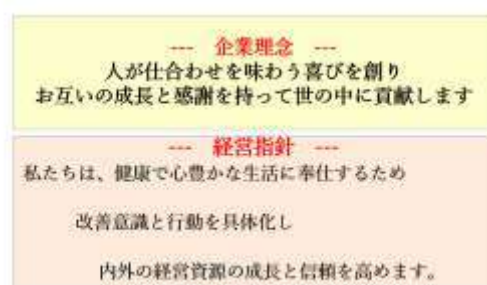 --- 企業理念 ---
人が仕合わせを味わう喜びを創り
お互いの成長と感謝を持って世の中に貢献します
--- 経営指針 ---
私たちは、健康で心豊かな生活に奉仕するため
改善意識と行動を具体化し
内外の経営資源の成長と信頼を高めます。